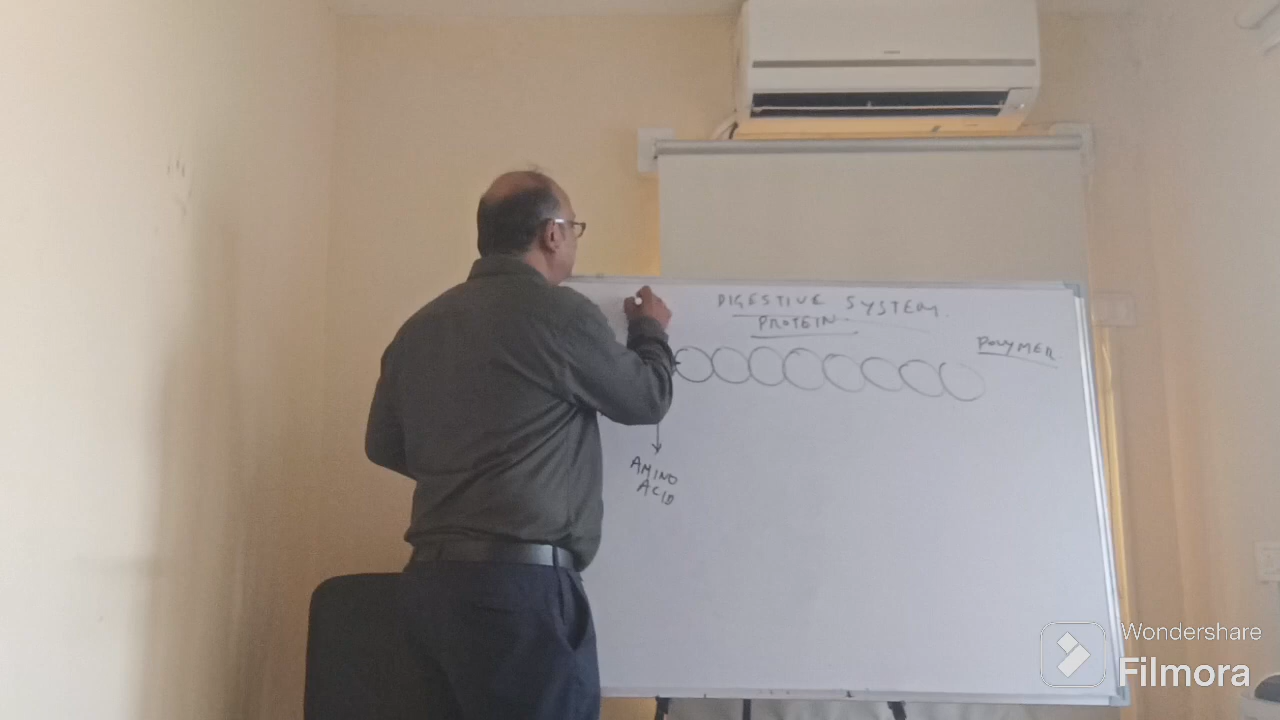 DIGESTIVE SYSTEM
PROTEIN
POLYMER
AMINO
ACID
Wondershare
Filmora